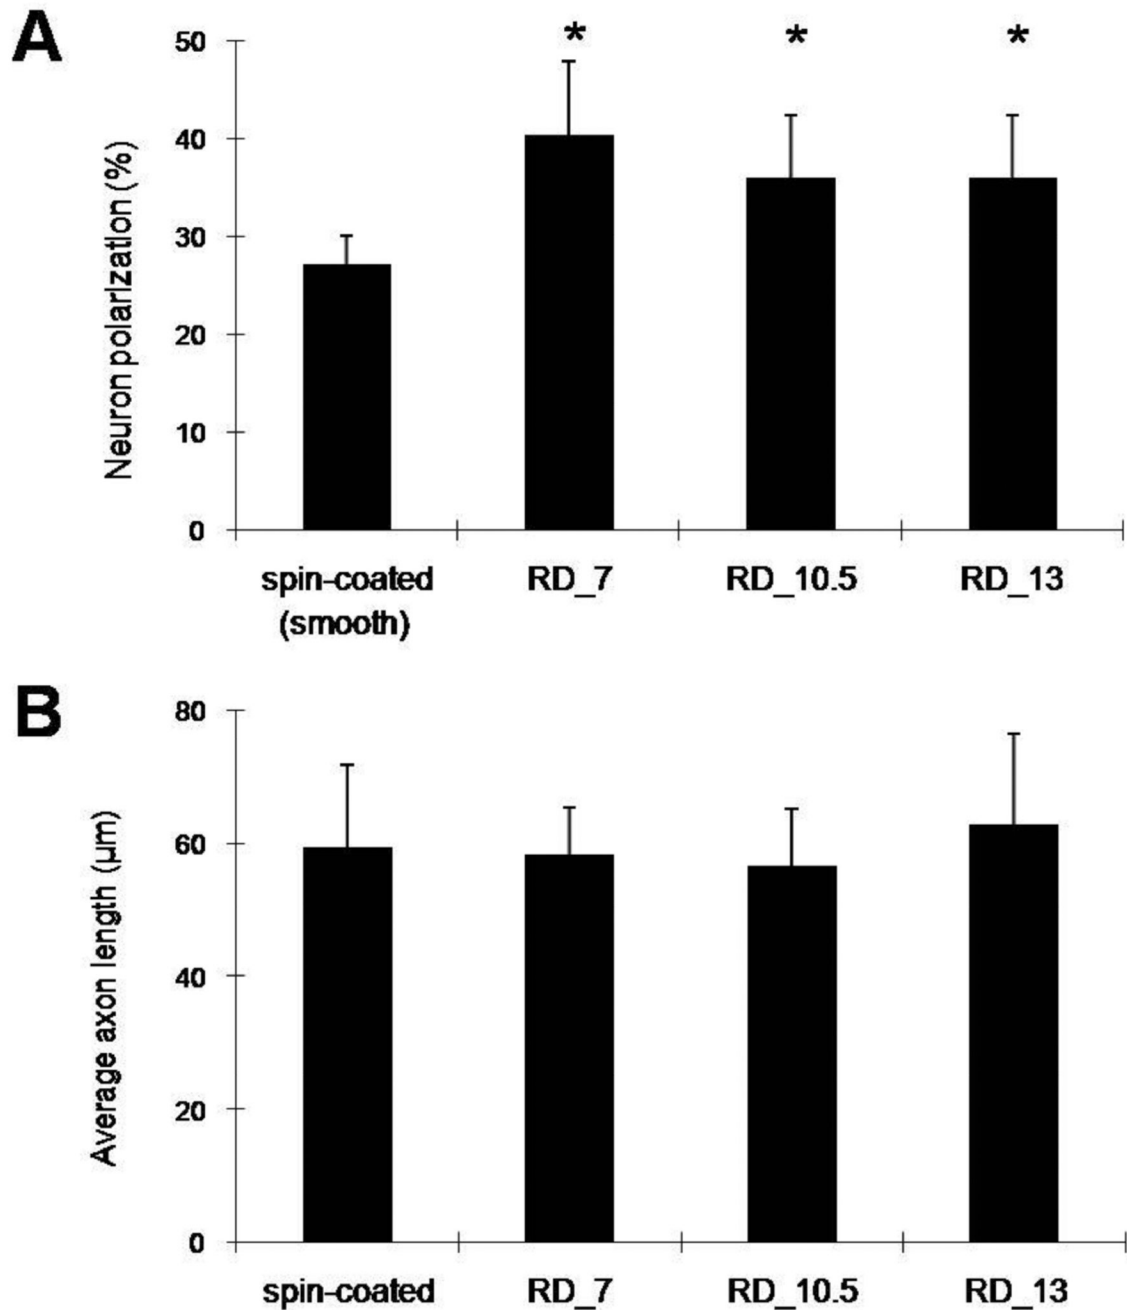 A
Neuron polarization (%)
50
40
30
20
10
0
* * *
spin-coated (smooth) RD_7 RD_10.5 RD_13
B
Average axon length (µm)
80
60
40
20
0
spin-coated RD_7 RD_10.5 RD_13